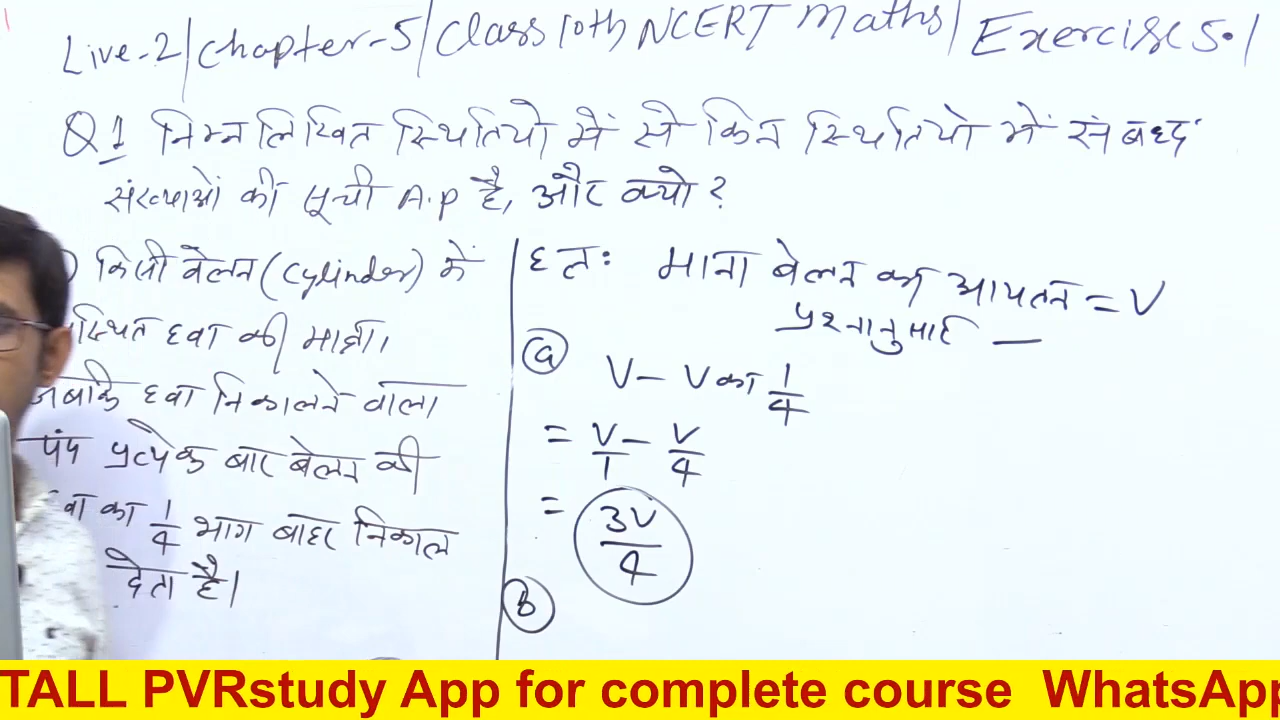 Live-2/Chapter-5/Class 10th NCERT Maths/Exercise 5.1
Q 1 निम्नलिखित स्थितियों में से किन स्थितियों में संबद्ध
संख्याओं की सूची A.P है, और क्यो?
) किसी बेलन (cylinder) में
स्थित हवा की मात्रा।
जबकि हवा निकालने वाला
पंप प्रत्येक बार बेलन की
वा का 1/4 भाग बाहर निकाल
देता है।
हल: माना बेलन का आयतन = V
प्रश्नानुसार —
(a) V - V का 1/4
= V/1 - V/4
= 3V/4
(b)
TALL PVRstudy App for complete course WhatsApp